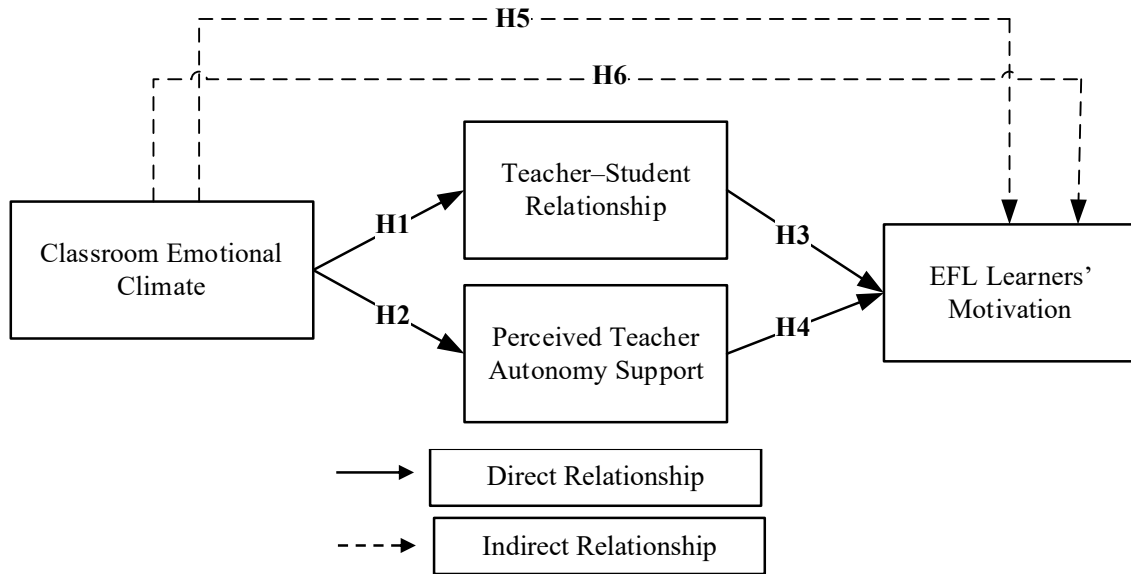 H5
H6
Teacher–Student
Relationship
H1
H3
Classroom Emotional
Climate
EFL Learners’
Motivation
H2
H4
Perceived Teacher
Autonomy Support
Direct Relationship
Indirect Relationship